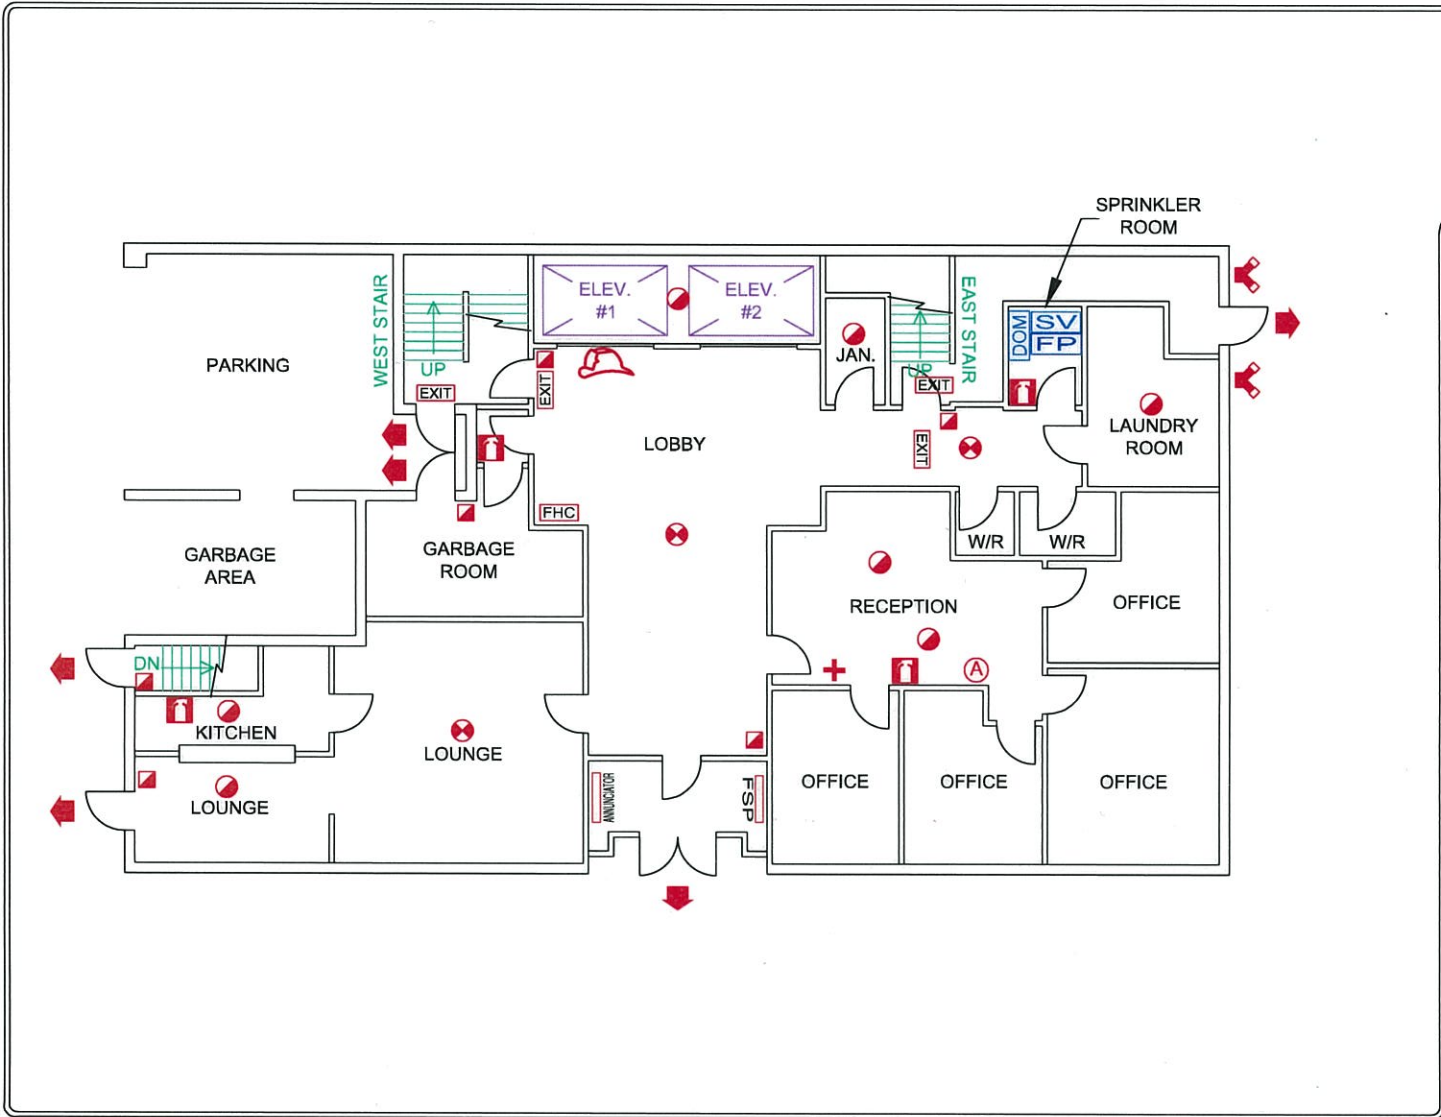 SPRINKLER
ROOM
WEST STAIR
ELEV.
#1
ELEV.
#2
EAST STAIR
DOM
SV
FP
PARKING
UP
EXIT
EXIT
JAN.
UP
EXIT
LOBBY
EXIT
LAUNDRY
ROOM
FHC
GARBAGE
ROOM
GARBAGE
AREA
W/R
W/R
RECEPTION
OFFICE
DN
A
KITCHEN
LOUNGE
LOUNGE
ANNUNCIATOR
FSP
OFFICE
OFFICE
OFFICE